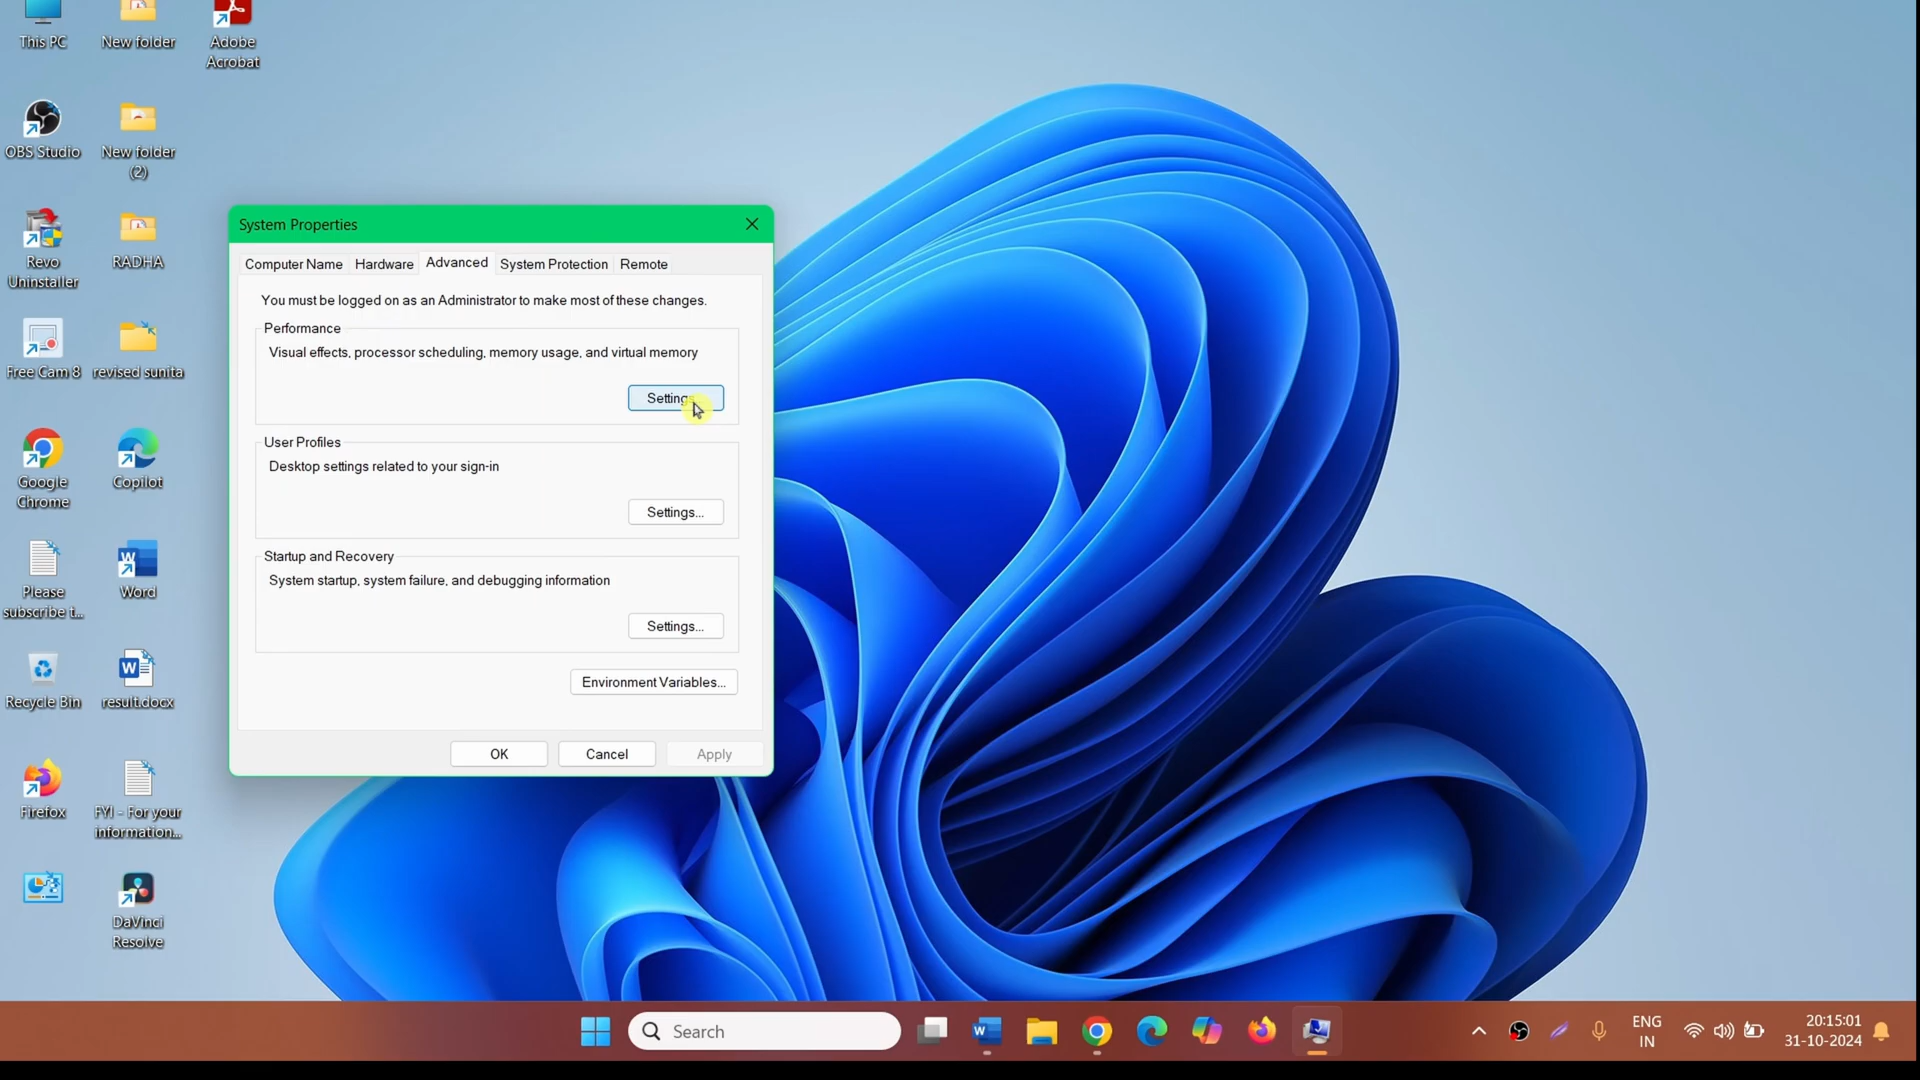 This PC
New folder
Adobe
Acrobat
OBS Studio
New folder
(2)
Revo
Uninstaller
RADHA
Free Cam 8
revised sunita
Google
Chrome
Copilot
Please
subscribe t...
Word
Recycle Bin
result.docx
Firefox
FYI - For your
information...
DaVinci
Resolve
System Properties
Computer Name Hardware Advanced System Protection Remote
You must be logged on as an Administrator to make most of these changes.
Performance
Visual effects, processor scheduling, memory usage, and virtual memory
Settings...
User Profiles
Desktop settings related to your sign-in
Settings...
Startup and Recovery
System startup, system failure, and debugging information
Settings...
Environment Variables...
OK Cancel Apply
Search
ENG
IN
20:15:01
31-10-2024